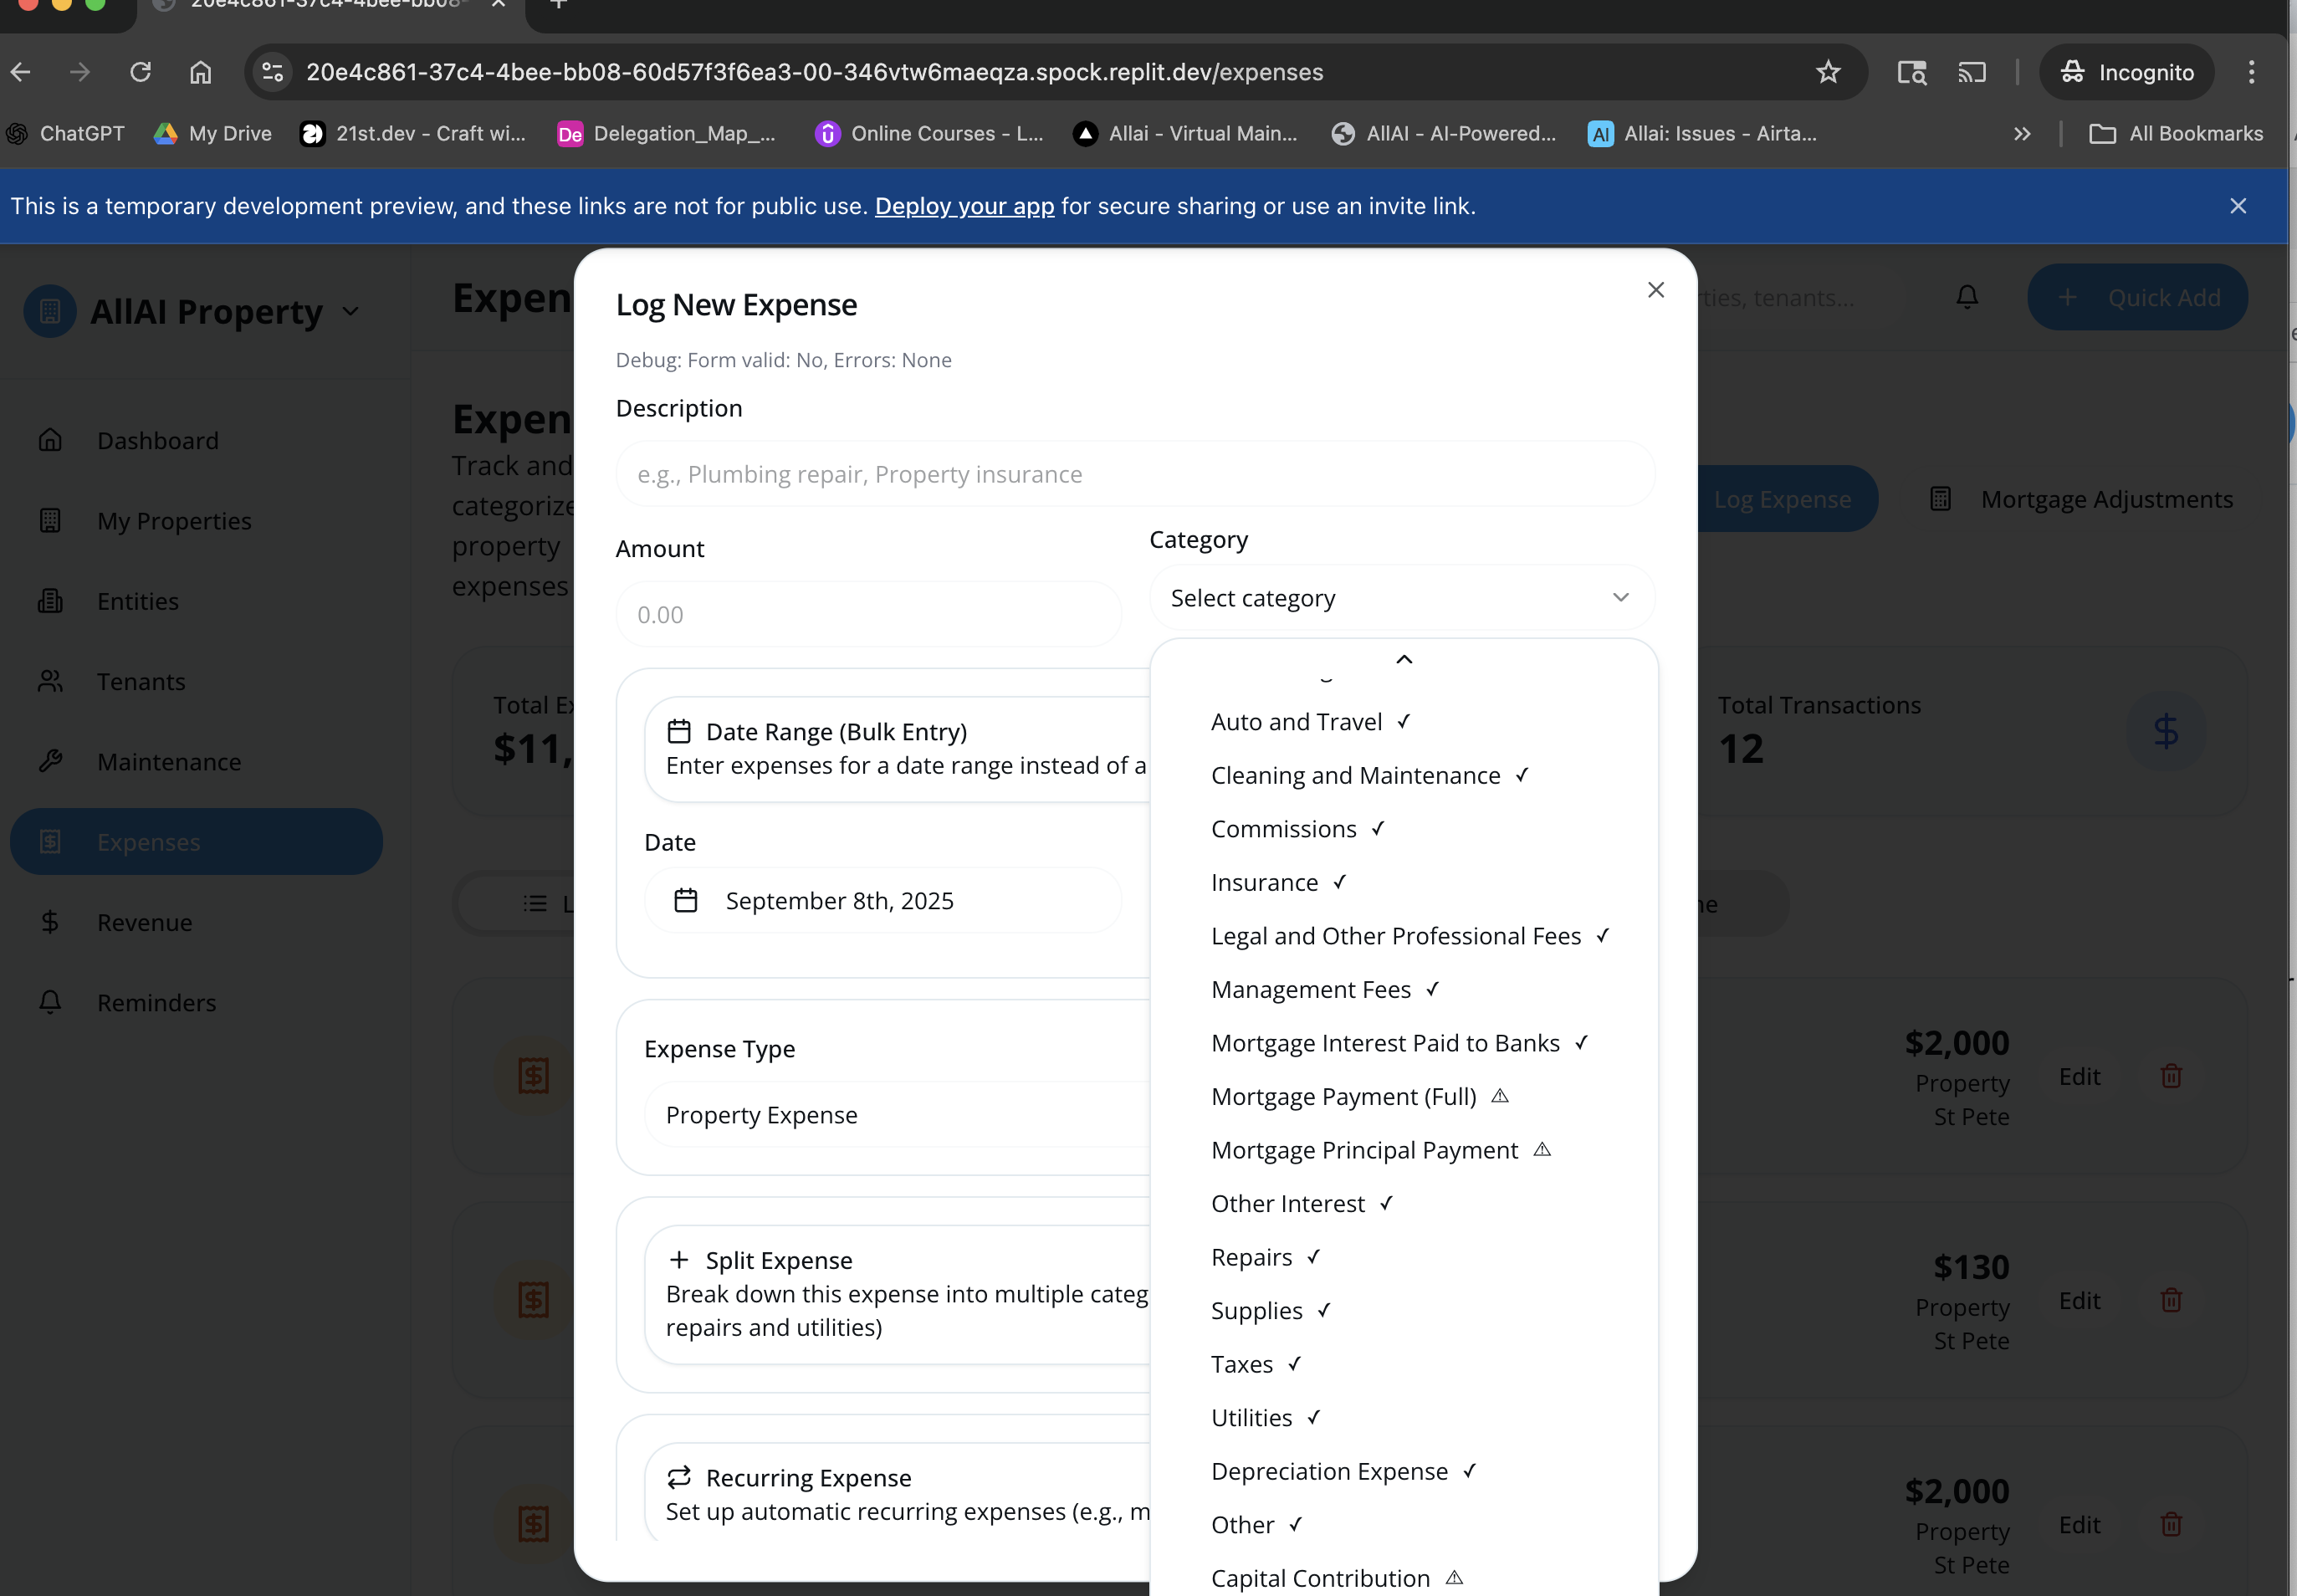 20e4c861-37c4-4bee-bb08-
20e4c861-37c4-4bee-bb08-60d57f3f6ea3-00-346vtw6maeqza.spock.replit.dev/expenses
Incognito
ChatGPT
My Drive
21st.dev - Craft wi...
De
Delegation_Map_...
Online Courses - L...
Allai - Virtual Main...
AllAI - AI-Powered...
AI
Allai: Issues - Airta...
All Bookmarks
This is a temporary development preview, and these links are not for public use. Deploy your app for secure sharing or use an invite link.
AllAI Property
Dashboard
My Properties
Entities
Tenants
Maintenance
Expenses
Revenue
Reminders
Expen
rties, tenants...
Quick Add
Expen
Track and
categorize
property
expenses
Log Expense
Mortgage Adjustments
Total Ex
$11,
Total Transactions
12
L
ne
$2,000
Property
St Pete
Edit
$130
Property
St Pete
Edit
$2,000
Property
St Pete
Edit
Log New Expense
Debug: Form valid: No, Errors: None
Description
e.g., Plumbing repair, Property insurance
Amount
0.00
Category
Select category
Date Range (Bulk Entry)
Enter expenses for a date range instead of a
Date
September 8th, 2025
Expense Type
Property Expense
Split Expense
Break down this expense into multiple categ
repairs and utilities)
Recurring Expense
Set up automatic recurring expenses (e.g., m
Auto and Travel ✓
Cleaning and Maintenance ✓
Commissions ✓
Insurance ✓
Legal and Other Professional Fees ✓
Management Fees ✓
Mortgage Interest Paid to Banks ✓
Mortgage Payment (Full) ⚠
Mortgage Principal Payment ⚠
Other Interest ✓
Repairs ✓
Supplies ✓
Taxes ✓
Utilities ✓
Depreciation Expense ✓
Other ✓
Capital Contribution ⚠